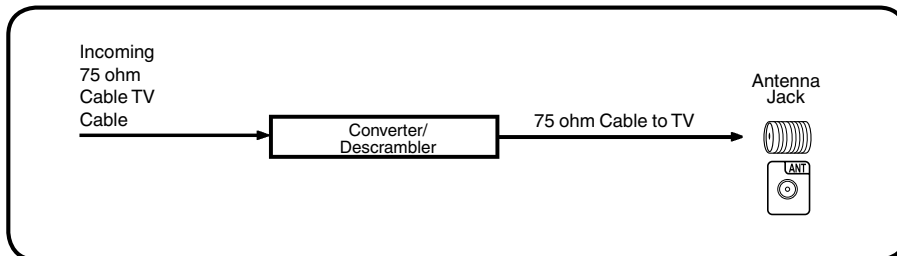 Incoming
75 ohm
Cable TV
Cable
Converter/
Descrambler
75 ohm Cable to TV
Antenna
Jack
ANT